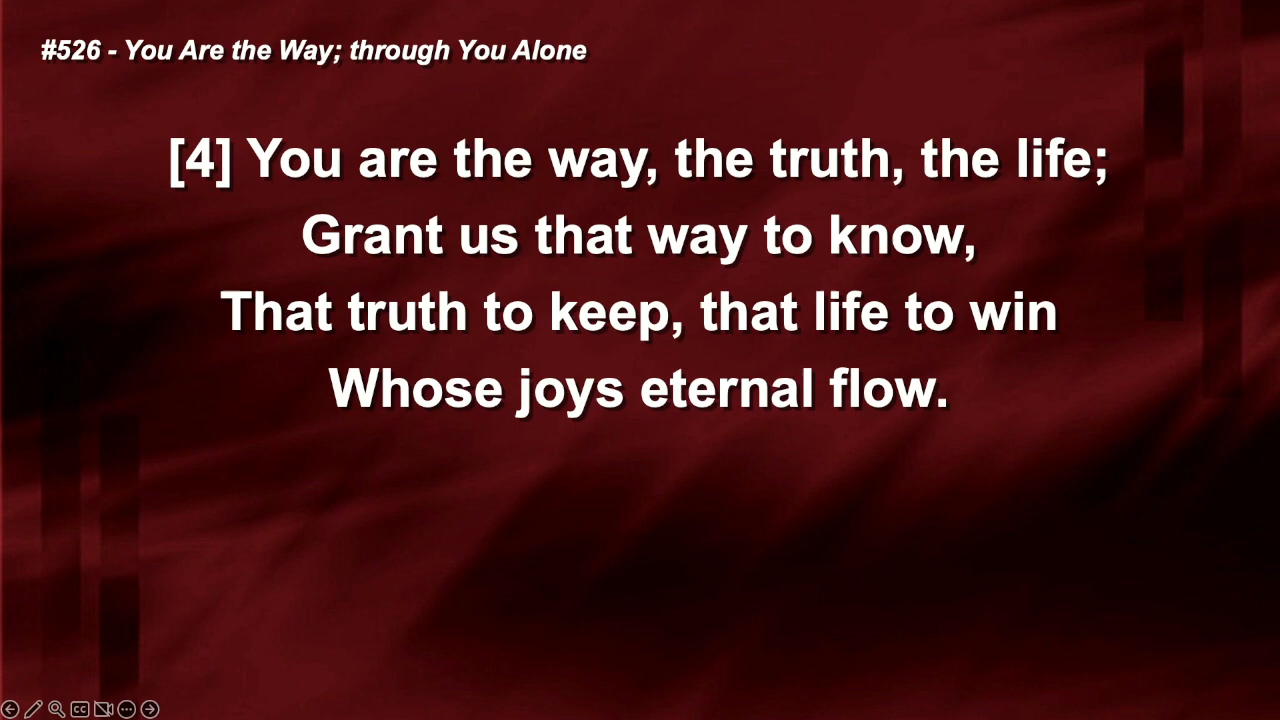 #526 - You Are the Way; through You Alone
[4] You are the way, the truth, the life;
Grant us that way to know,
That truth to keep, that life to win
Whose joys eternal flow.
CC